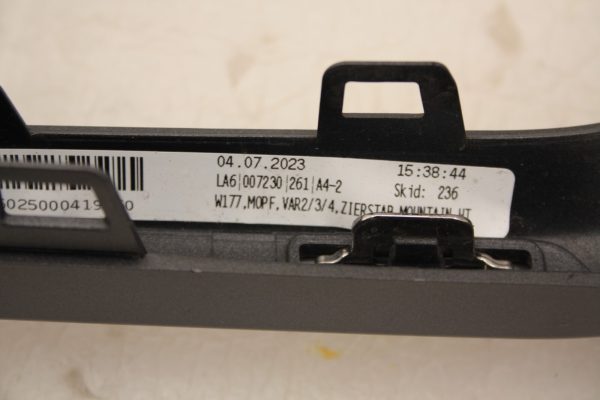 04.07.2023 15:38:44
LA6|007230|261|A4-2 Skid: 236
W177,MOPF,VAR2/3/4,ZIERSTAB MOUNTAIN